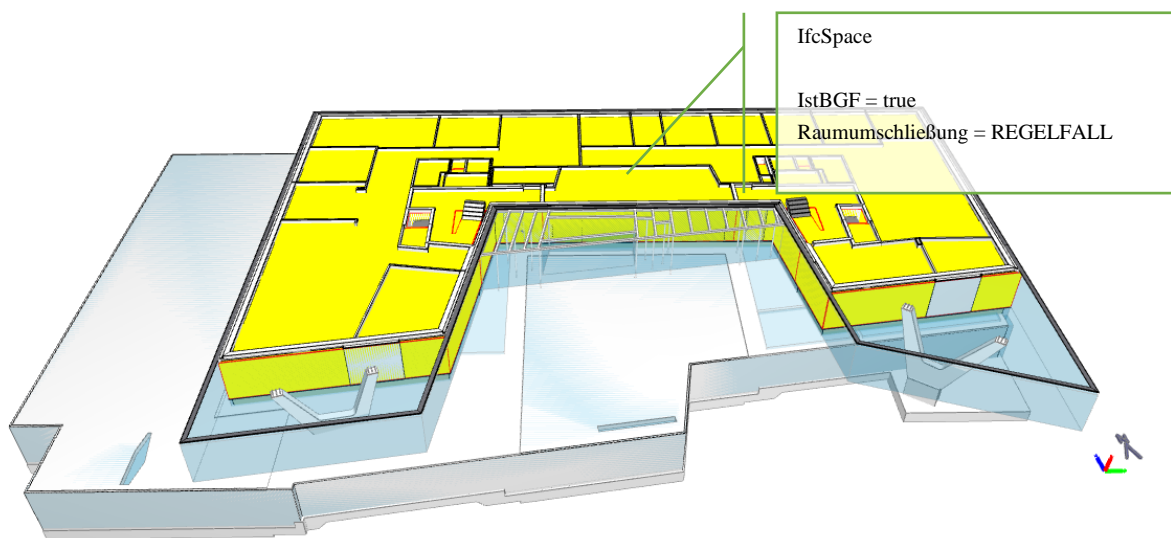 IfcSpace
IstBGF = true
Raumumschließung = REGELFALL